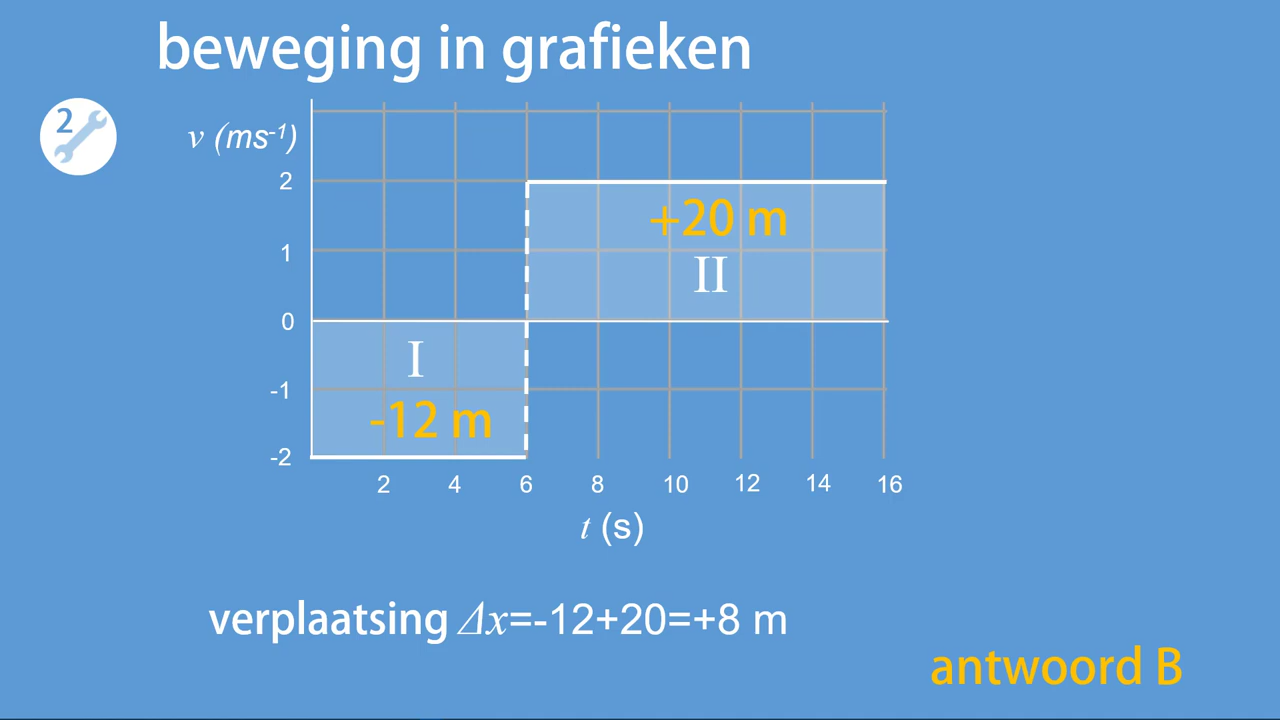 beweging in grafieken
2
v (ms-1)
2
1
0
-1
-2
+20 m
II
I
-12 m
2 4 6 8 10 12 14 16
t (s)
verplaatsing Δx=-12+20=+8 m
antwoord B